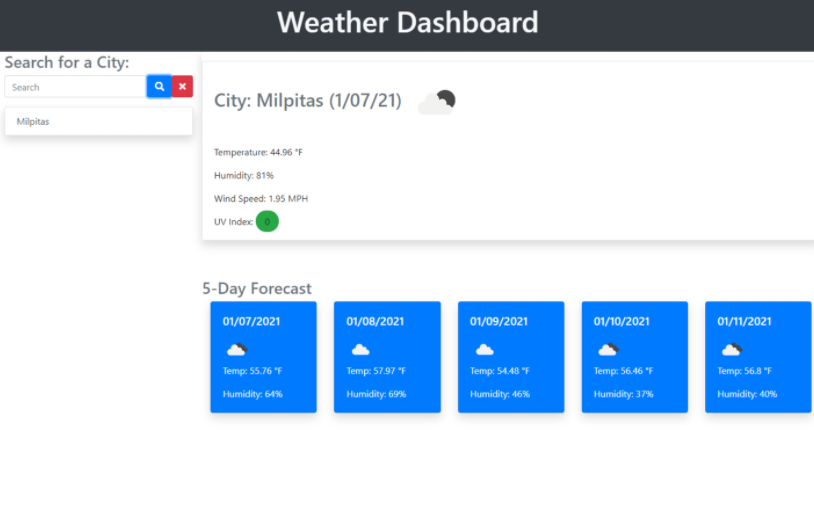 Weather Dashboard
Search for a City:
Search
Milpitas
City: Milpitas (1/07/21)
Temperature: 44.96 °F
Humidity: 81%
Wind Speed: 1.95 MPH
UV Index: 0
5-Day Forecast
01/07/2021
Temp: 55.76 °F
Humidity: 64%
01/08/2021
Temp: 57.97 °F
Humidity: 69%
01/09/2021
Temp: 54.48 °F
Humidity: 46%
01/10/2021
Temp: 56.46 °F
Humidity: 37%
01/11/2021
Temp: 56.8 °F
Humidity: 40%